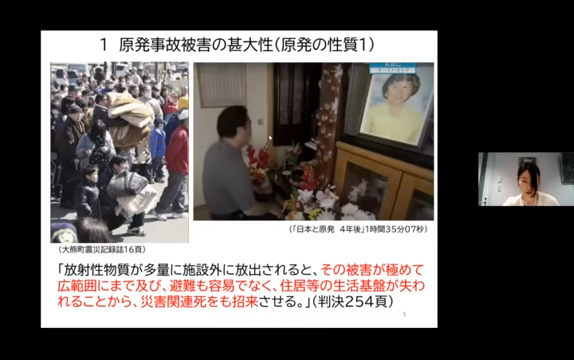 1 原発事故被害の甚大性(原発の性質1)
ABC
(大熊町震災記録誌16頁)
(「日本と原発 4年後」1時間35分07秒)
「放射性物質が多量に施設外に放出されると、その被害が極めて
広範囲にまで及び、避難も容易でなく、住居等の生活基盤が失わ
れることから、災害関連死をも招来させる。」(判決254頁)
5